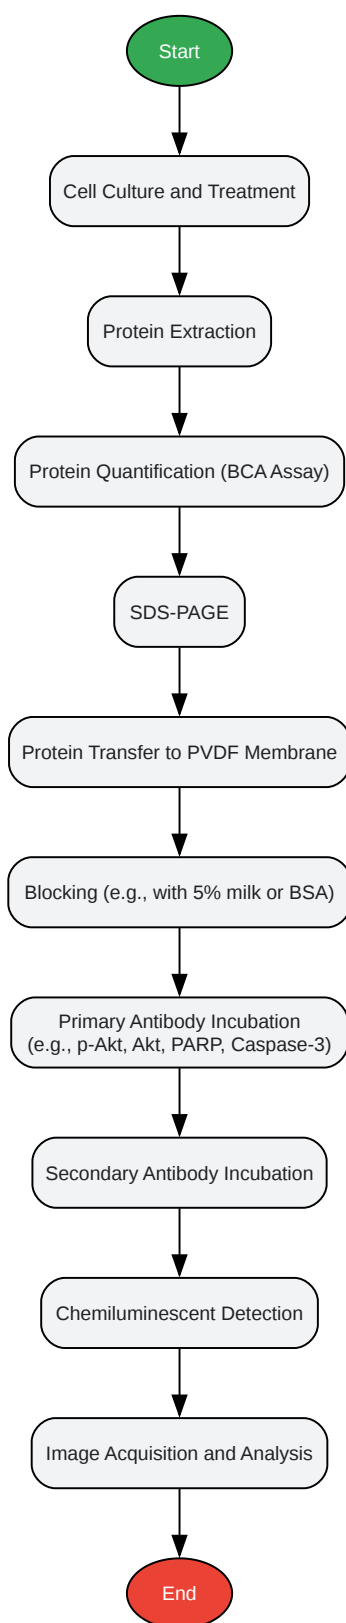 Start
Cell Culture and Treatment
Protein Extraction
Protein Quantification (BCA Assay)
SDS-PAGE
Protein Transfer to PVDF Membrane
Blocking (e.g., with 5% milk or BSA)
Primary Antibody Incubation
(e.g., p-Akt, Akt, PARP, Caspase-3)
Secondary Antibody Incubation
Chemiluminescent Detection
Image Acquisition and Analysis
End